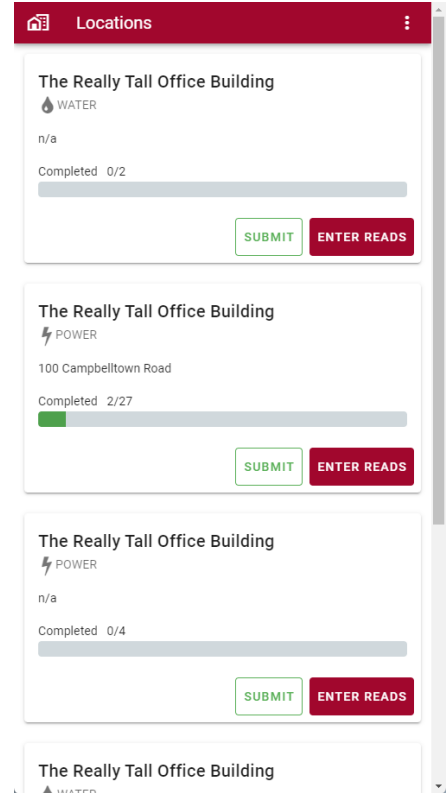 Locations
The Really Tall Office Building
WATER
n/a
Completed 0/2
SUBMIT ENTER READS
The Really Tall Office Building
POWER
100 Campbelltown Road
Completed 2/27
SUBMIT ENTER READS
The Really Tall Office Building
POWER
n/a
Completed 0/4
SUBMIT ENTER READS
The Really Tall Office Building
WATER